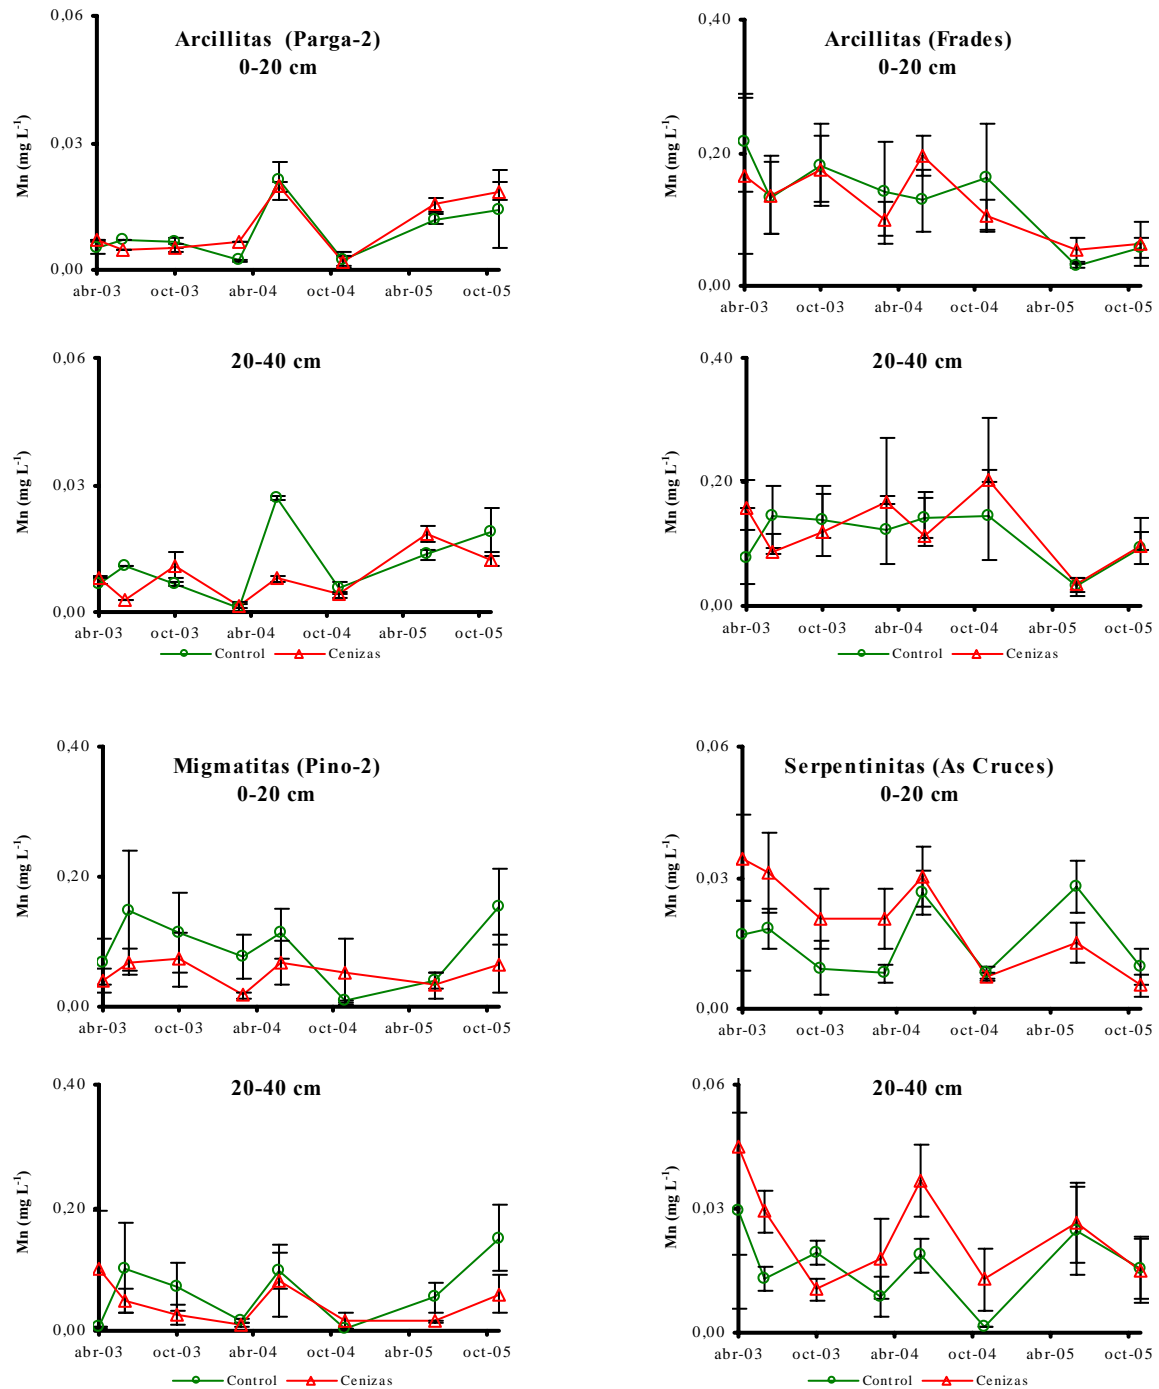 Arcillitas (Parga-2)
0-20 cm
Mn (mg L-1)
0,06
0,03
0,00
abr-03 oct-03 abr-04 oct-04 abr-05 oct-05
Arcillitas (Frades)
0-20 cm
Mn (mg L-1)
0,40
0,20
0,00
abr-03 oct-03 abr-04 oct-04 abr-05 oct-05
20-40 cm
Mn (mg L-1)
0,06
0,03
0,00
abr-03 oct-03 abr-04 oct-04 abr-05 oct-05
Control Cenizas
20-40 cm
Mn (mg L-1)
0,40
0,20
0,00
abr-03 oct-03 abr-04 oct-04 abr-05 oct-05
Control Cenizas
Migmatitas (Pino-2)
0-20 cm
Mn (mg L-1)
0,40
0,20
0,00
abr-03 oct-03 abr-04 oct-04 abr-05 oct-05
Serpentinitas (As Cruces)
0-20 cm
Mn (mg L-1)
0,06
0,03
0,00
abr-03 oct-03 abr-04 oct-04 abr-05 oct-05
20-40 cm
Mn (mg L-1)
0,40
0,20
0,00
abr-03 oct-03 abr-04 oct-04 abr-05 oct-05
Control Cenizas
20-40 cm
Mn (mg L-1)
0,06
0,03
0,00
abr-03 oct-03 abr-04 oct-04 abr-05 oct-05
Control Cenizas